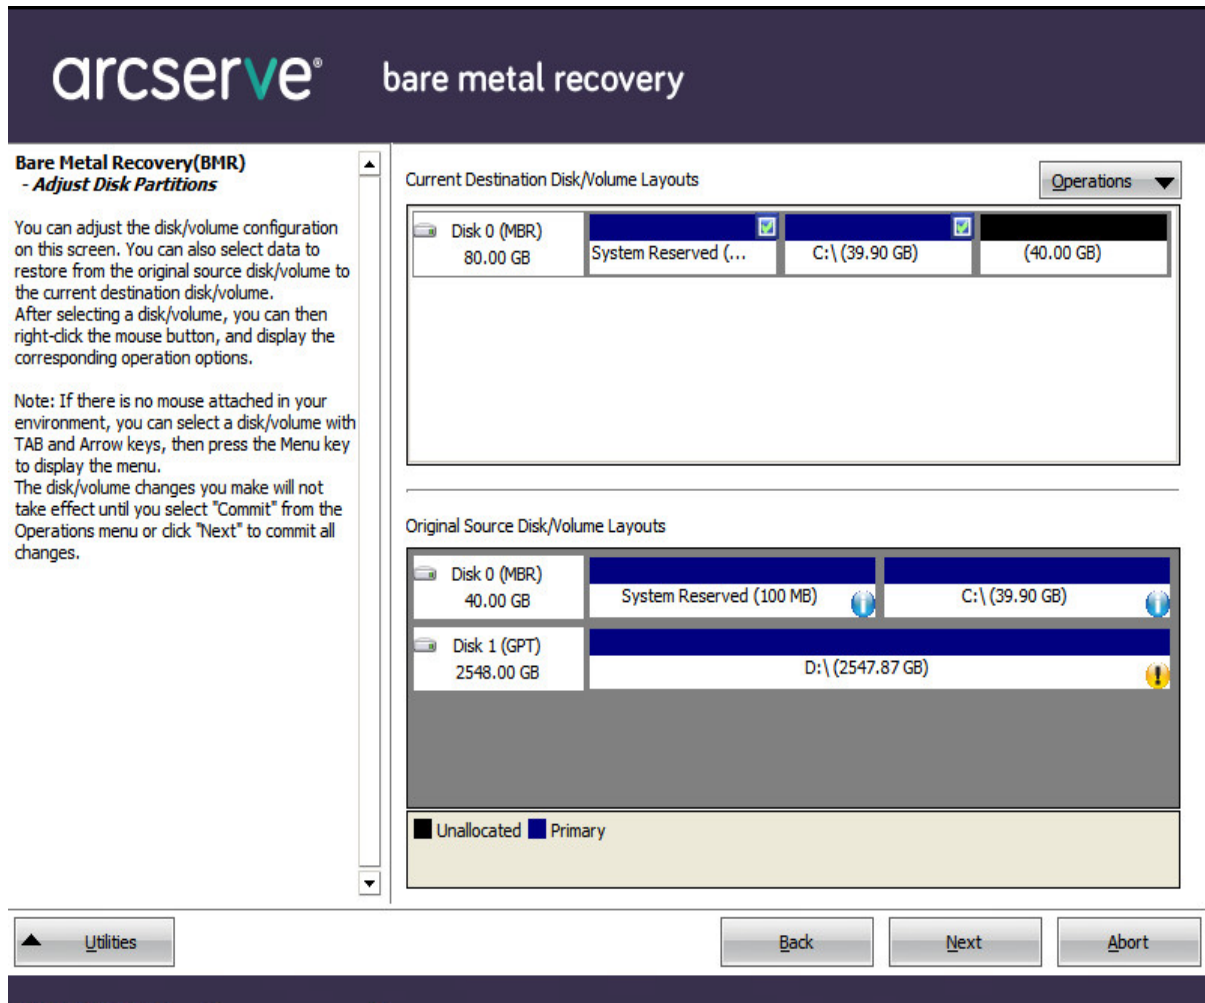 arcserve®
bare metal recovery
Bare Metal Recovery(BMR)
- Adjust Disk Partitions
You can adjust the disk/volume configuration
on this screen. You can also select data to
restore from the original source disk/volume to
the current destination disk/volume.
After selecting a disk/volume, you can then
right-click the mouse button, and display the
corresponding operation options.
Note: If there is no mouse attached in your
environment, you can select a disk/volume with
TAB and Arrow keys, then press the Menu key
to display the menu.
The disk/volume changes you make will not
take effect until you select "Commit" from the
Operations menu or click "Next" to commit all
changes.
Current Destination Disk/Volume Layouts
Operations
Disk 0 (MBR)
80.00 GB
System Reserved (...
C:\ (39.90 GB)
(40.00 GB)
Original Source Disk/Volume Layouts
Disk 0 (MBR)
40.00 GB
System Reserved (100 MB)
C:\ (39.90 GB)
Disk 1 (GPT)
2548.00 GB
D:\ (2547.87 GB)
Unallocated Primary
Utilities
Back
Next
Abort